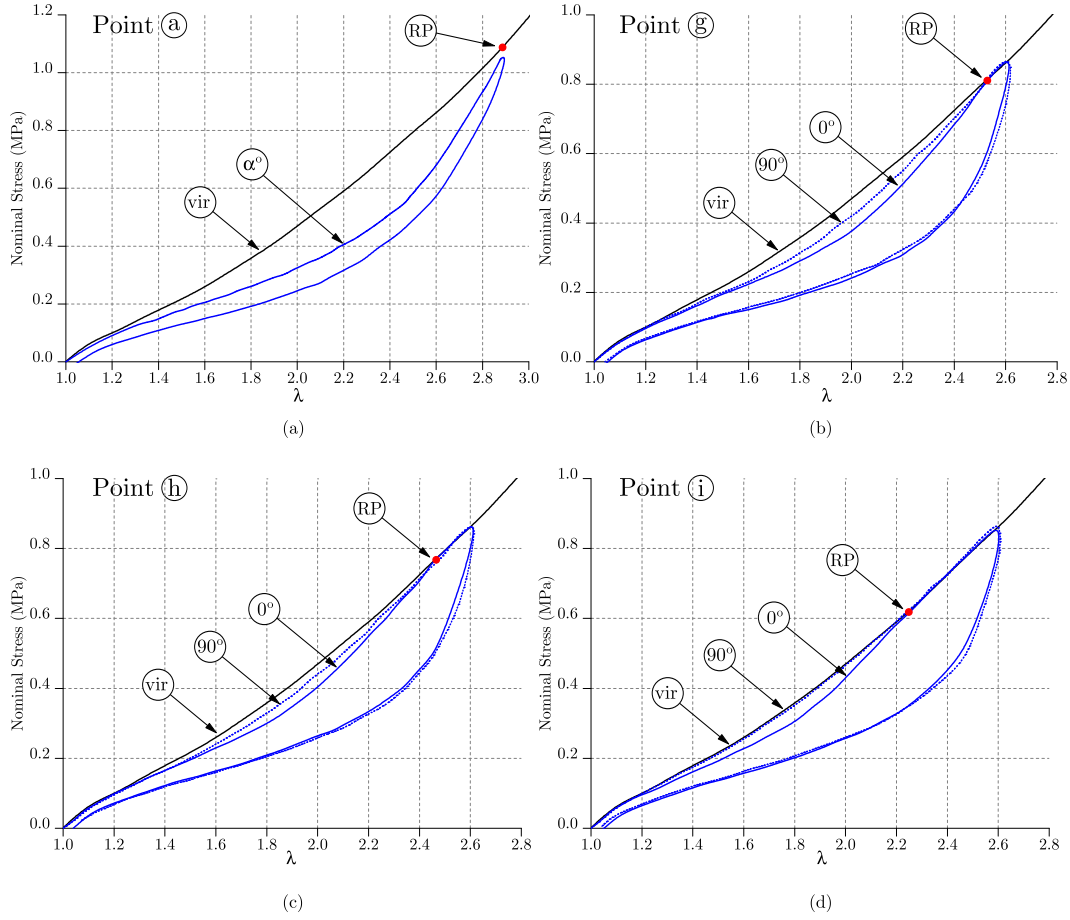 Point ⓐ
RP
αº
vir
Nominal Stress (MPa)
1.2
1.0
0.8
0.6
0.4
0.2
0.0
1.0 1.2 1.4 1.6 1.8 2.0 2.2 2.4 2.6 2.8 3.0
λ
(a)
Point ⓖ
RP
0º
90º
vir
Nominal Stress (MPa)
1.0
0.8
0.6
0.4
0.2
0.0
1.0 1.2 1.4 1.6 1.8 2.0 2.2 2.4 2.6 2.8
λ
(b)
Point ⓗ
RP
0º
90º
vir
Nominal Stress (MPa)
1.0
0.8
0.6
0.4
0.2
0.0
1.0 1.2 1.4 1.6 1.8 2.0 2.2 2.4 2.6 2.8
λ
(c)
Point ⓘ
RP
0º
90º
vir
Nominal Stress (MPa)
1.0
0.8
0.6
0.4
0.2
0.0
1.0 1.2 1.4 1.6 1.8 2.0 2.2 2.4 2.6 2.8
λ
(d)